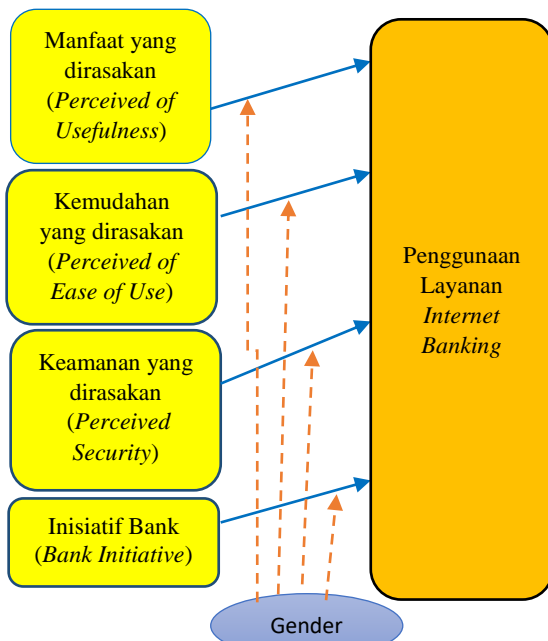 Manfaat yang
dirasakan
(Perceived of
Usefulness)
Kemudahan
yang dirasakan
(Perceived of
Ease of Use)
Keamanan yang
dirasakan
(Perceived
Security)
Inisiatif Bank
(Bank Initiative)
Penggunaan
Layanan
Internet
Banking
Gender